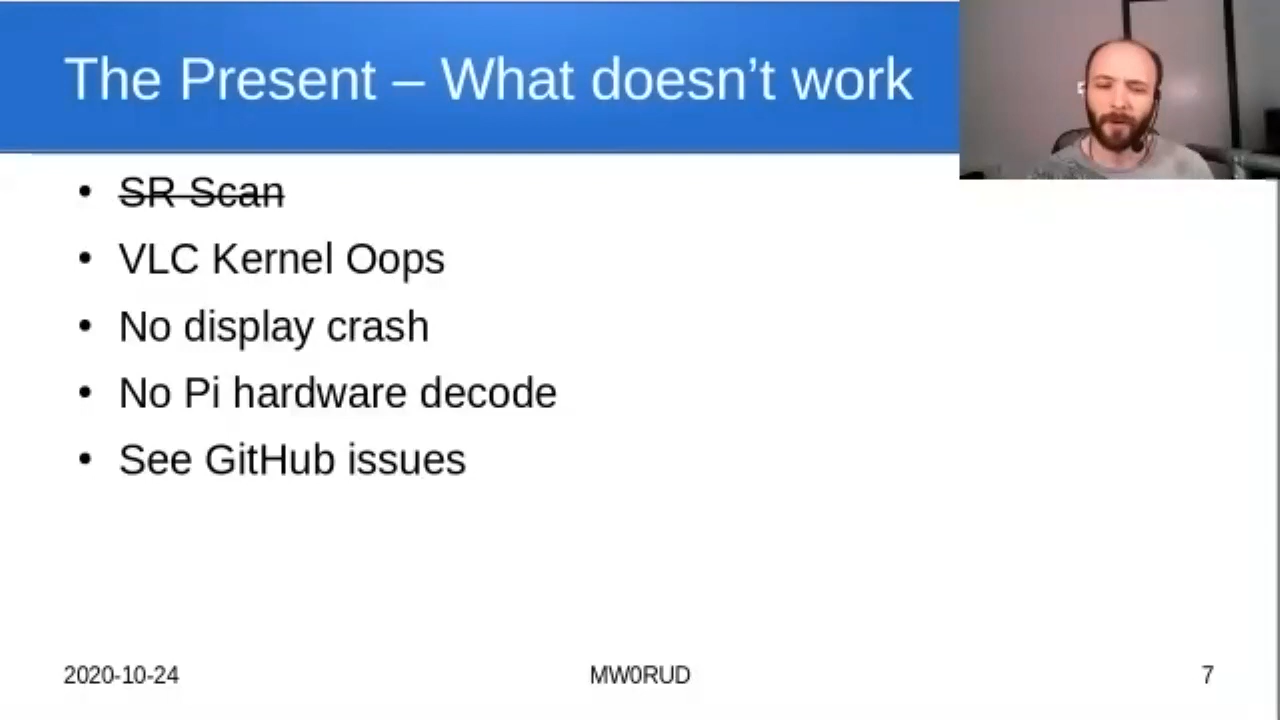 The Present – What doesn’t work
SR Scan
VLC Kernel Oops
No display crash
No Pi hardware decode
See GitHub issues
2020-10-24
MW0RUD
7